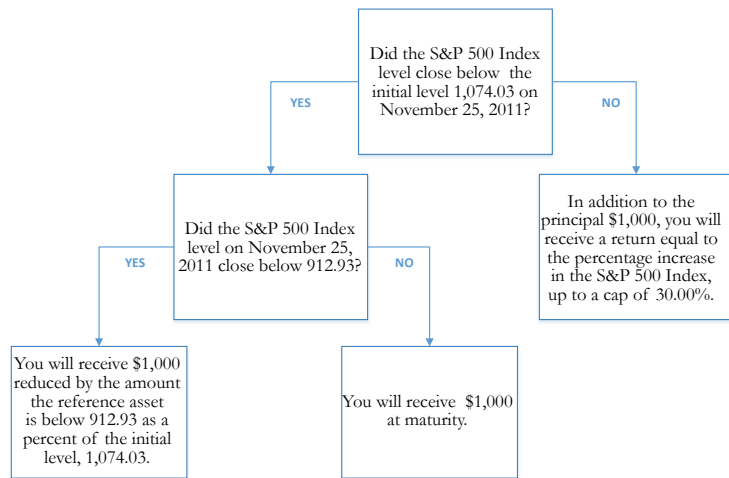 Did the S&P 500 Index
level close below the
initial level 1,074.03 on
November 25, 2011?
YES
NO
Did the S&P 500 Index
level on November 25,
2011 close below 912.93?
In addition to the
principal $1,000, you will
receive a return equal to
the percentage increase
in the S&P 500 Index,
up to a cap of 30.00%.
YES
NO
You will receive $1,000
reduced by the amount
the reference asset
is below 912.93 as a
percent of the initial
level, 1,074.03.
You will receive $1,000
at maturity.